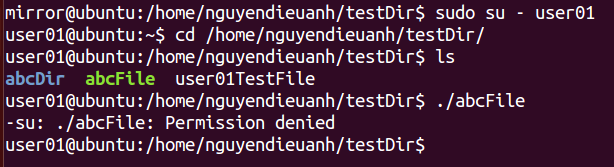 mirror@ubuntu:/home/nguyendieuanh/testDir$ sudo su - user01
user01@ubuntu:~$ cd /home/nguyendieuanh/testDir/
user01@ubuntu:/home/nguyendieuanh/testDir$ ls
abcDir  abcFile  user01TestFile
user01@ubuntu:/home/nguyendieuanh/testDir$ ./abcFile
-su: ./abcFile: Permission denied
user01@ubuntu:/home/nguyendieuanh/testDir$